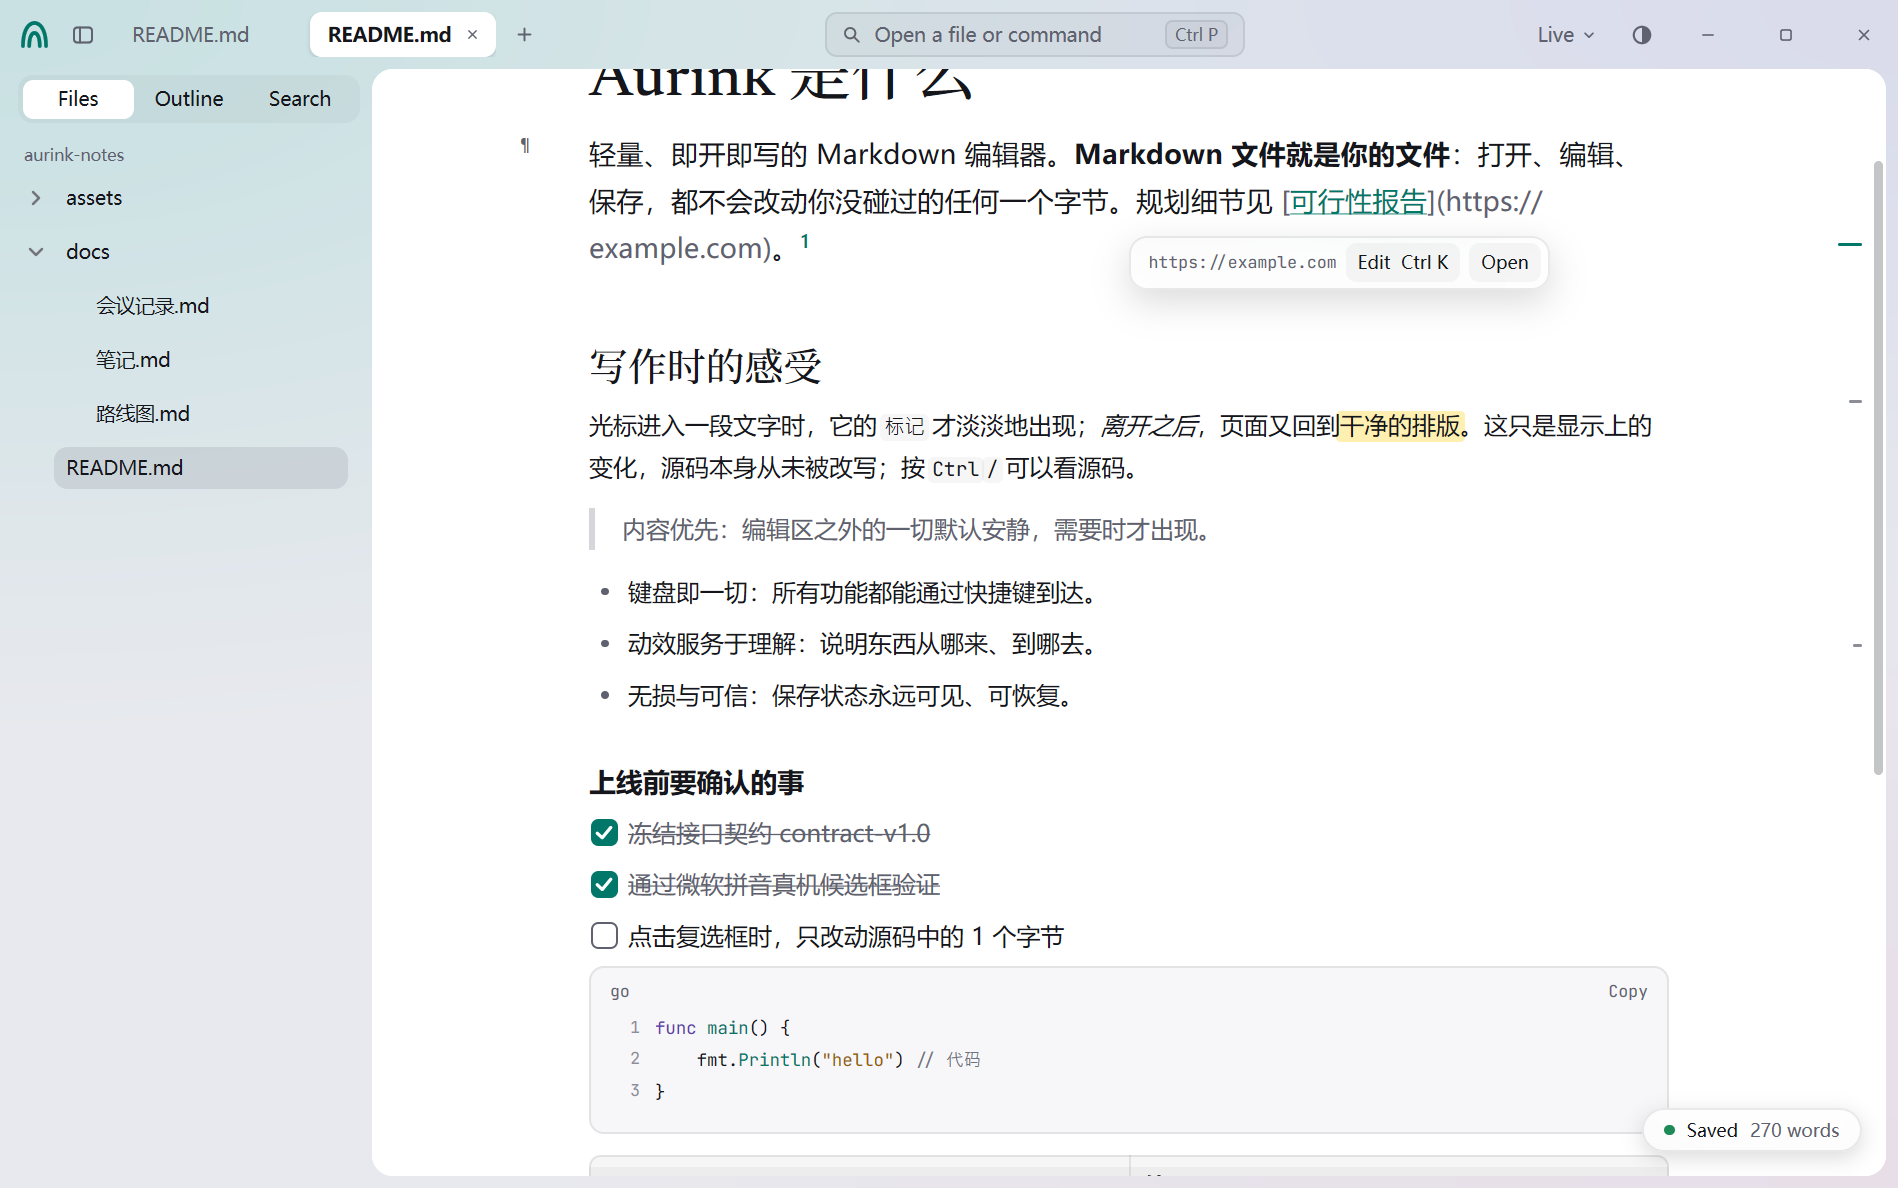 README.md
README.md
Open a file or command
Ctrl P
Live
Files
Outline
Search
aurink-notes
assets
docs
会议记录.md
笔记.md
路线图.md
README.md
Aurink 是什么
¶
轻量、即开即写的 Markdown 编辑器。Markdown 文件就是你的文件：打开、编辑、
保存，都不会改动你没碰过的任何一个字节。规划细节见 [可行性报告](https://
example.com)。1
https://example.com
Edit Ctrl K
Open
写作时的感受
光标进入一段文字时，它的 标记 才淡淡地出现；离开之后，页面又回到干净的排版。这只是显示上的
变化，源码本身从未被改写；按 Ctrl / 可以看源码。
内容优先：编辑区之外的一切默认安静，需要时才出现。
• 键盘即一切：所有功能都能通过快捷键到达。
• 动效服务于理解：说明东西从哪来、到哪去。
• 无损与可信：保存状态永远可见、可恢复。
上线前要确认的事
冻结接口契约 contract-v1.0
通过微软拼音真机候选框验证
点击复选框时，只改动源码中的 1 个字节
go
Copy
1 func main() {
2     fmt.Println("hello") // 代码
3 }
Saved 270 words